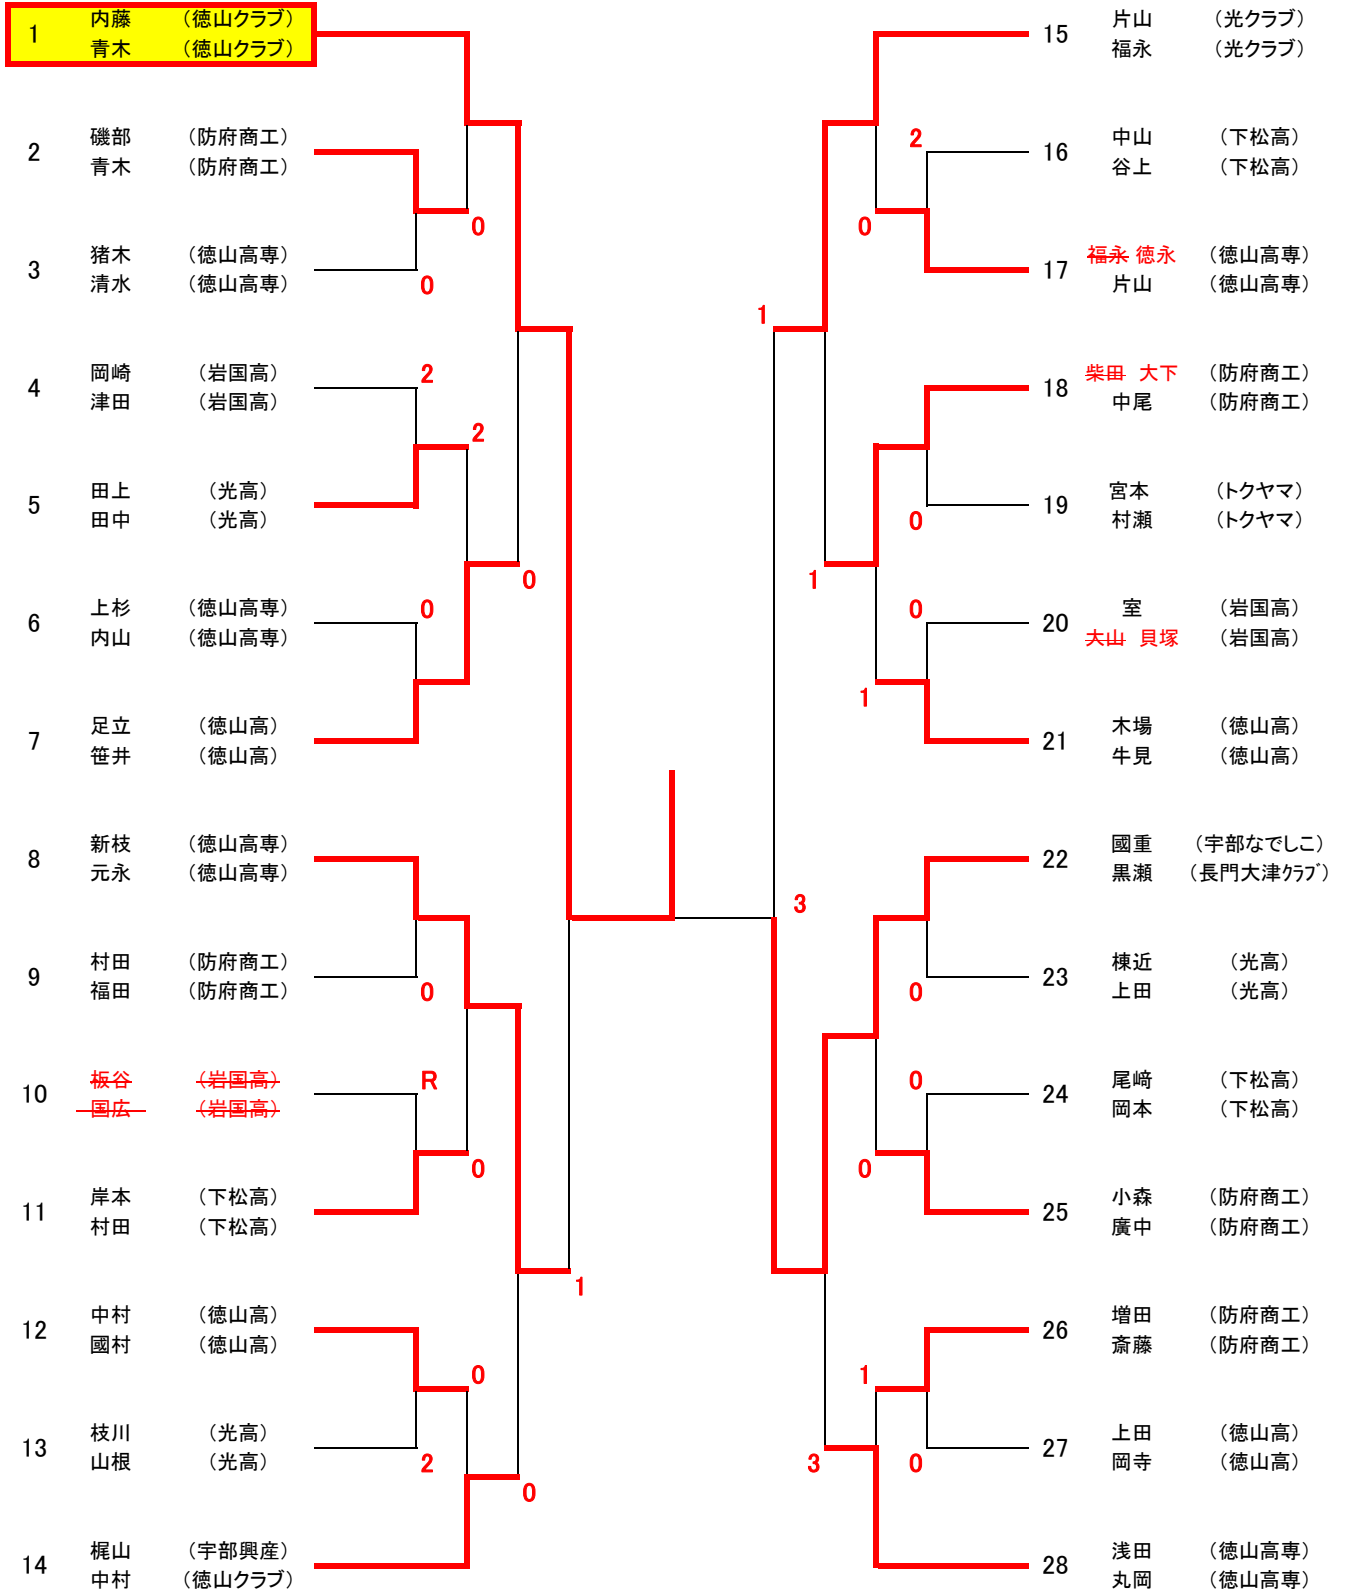 1 内藤 (徳山クラブ)
青木 (徳山クラブ)
2 磯部 (防府商工)
青木 (防府商工)
0
3 猪木 (徳山高専)
清水 (徳山高専)
0
4 岡崎 (岩国高)
津田 (岩国高)
2
2
5 田上 (光高)
田中 (光高)
0
6 上杉 (徳山高専)
内山 (徳山高専)
0
7 足立 (徳山高)
笹井 (徳山高)
8 新枝 (徳山高専)
元永 (徳山高専)
9 村田 (防府商工)
福田 (防府商工)
0
10 板谷 (岩国高)
国広 (岩国高)
R
0
11 岸本 (下松高)
村田 (下松高)
1
12 中村 (徳山高)
國村 (徳山高)
0
13 枝川 (光高)
山根 (光高)
2
0
14 梶山 (宇部興産)
中村 (徳山クラブ)
15 片山 (光クラブ)
福永 (光クラブ)
2
16 中山 (下松高)
谷上 (下松高)
0
17 福永 徳永 (徳山高専)
片山 (徳山高専)
1
18 柴田 大下 (防府商工)
中尾 (防府商工)
19 宮本 (トクヤマ)
村瀬 (トクヤマ)
0
1
20 室 (岩国高)
大山 貝塚 (岩国高)
0
1
21 木場 (徳山高)
牛見 (徳山高)
22 國重 (宇部なでしこ)
黒瀬 (長門大津ｸﾗﾌﾞ)
3
23 棟近 (光高)
上田 (光高)
0
24 尾﨑 (下松高)
岡本 (下松高)
0
0
25 小森 (防府商工)
廣中 (防府商工)
26 増田 (防府商工)
斎藤 (防府商工)
1
27 上田 (徳山高)
岡寺 (徳山高)
0
3
28 浅田 (徳山高専)
丸岡 (徳山高専)